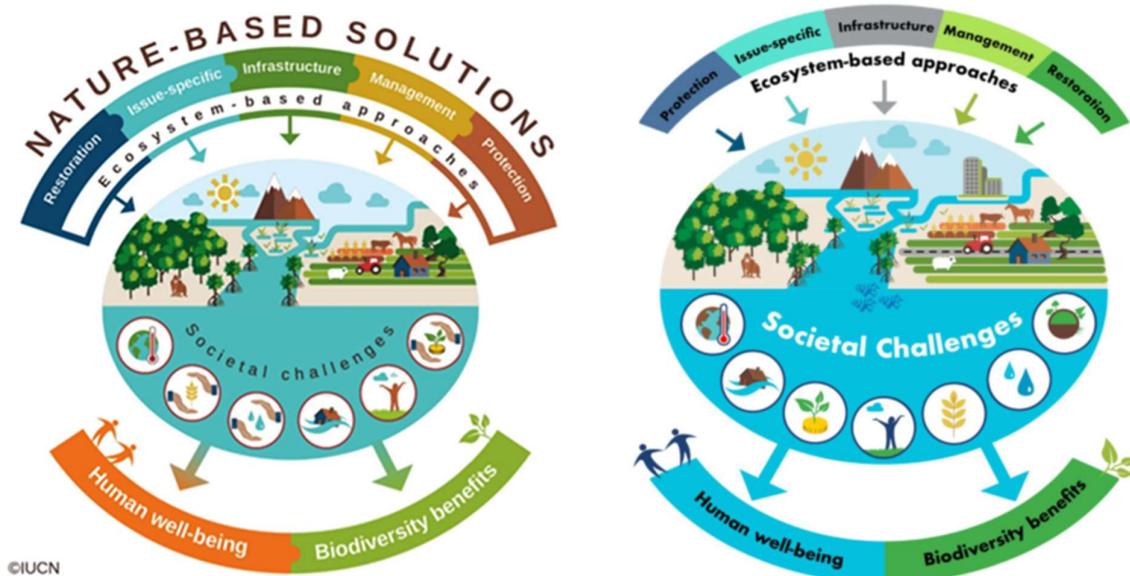 NATURE-BASED SOLUTIONS
Restoration
Issue-specific
Infrastructure
Management
Protection
Ecosystem-based approaches
Societal challenges
Human well-being
Biodiversity benefits
©IUCN
Protection
Issue-specific
Infrastructure
Management
Restoration
Ecosystem-based approaches
Societal Challenges
Human well-being
Biodiversity benefits